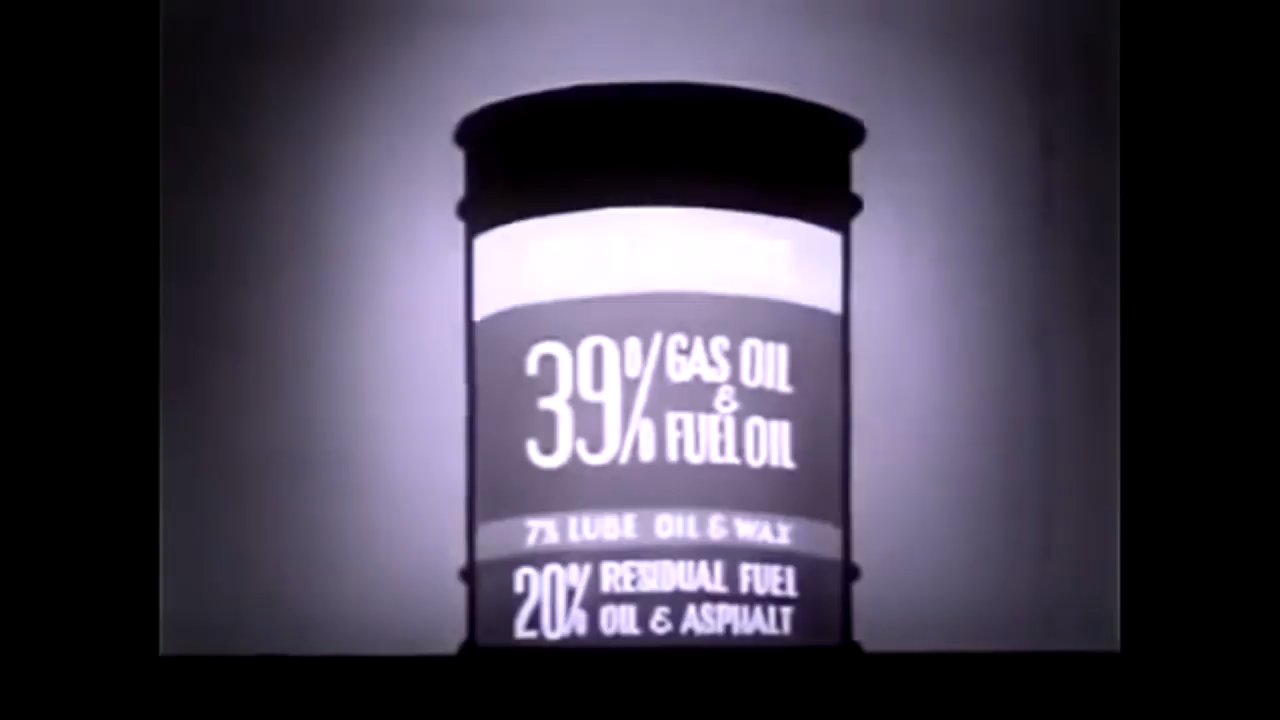 39% GAS OIL
&
FUEL OIL
7% LUBE OIL & WAX
20% RESIDUAL FUEL
OIL & ASPHALT